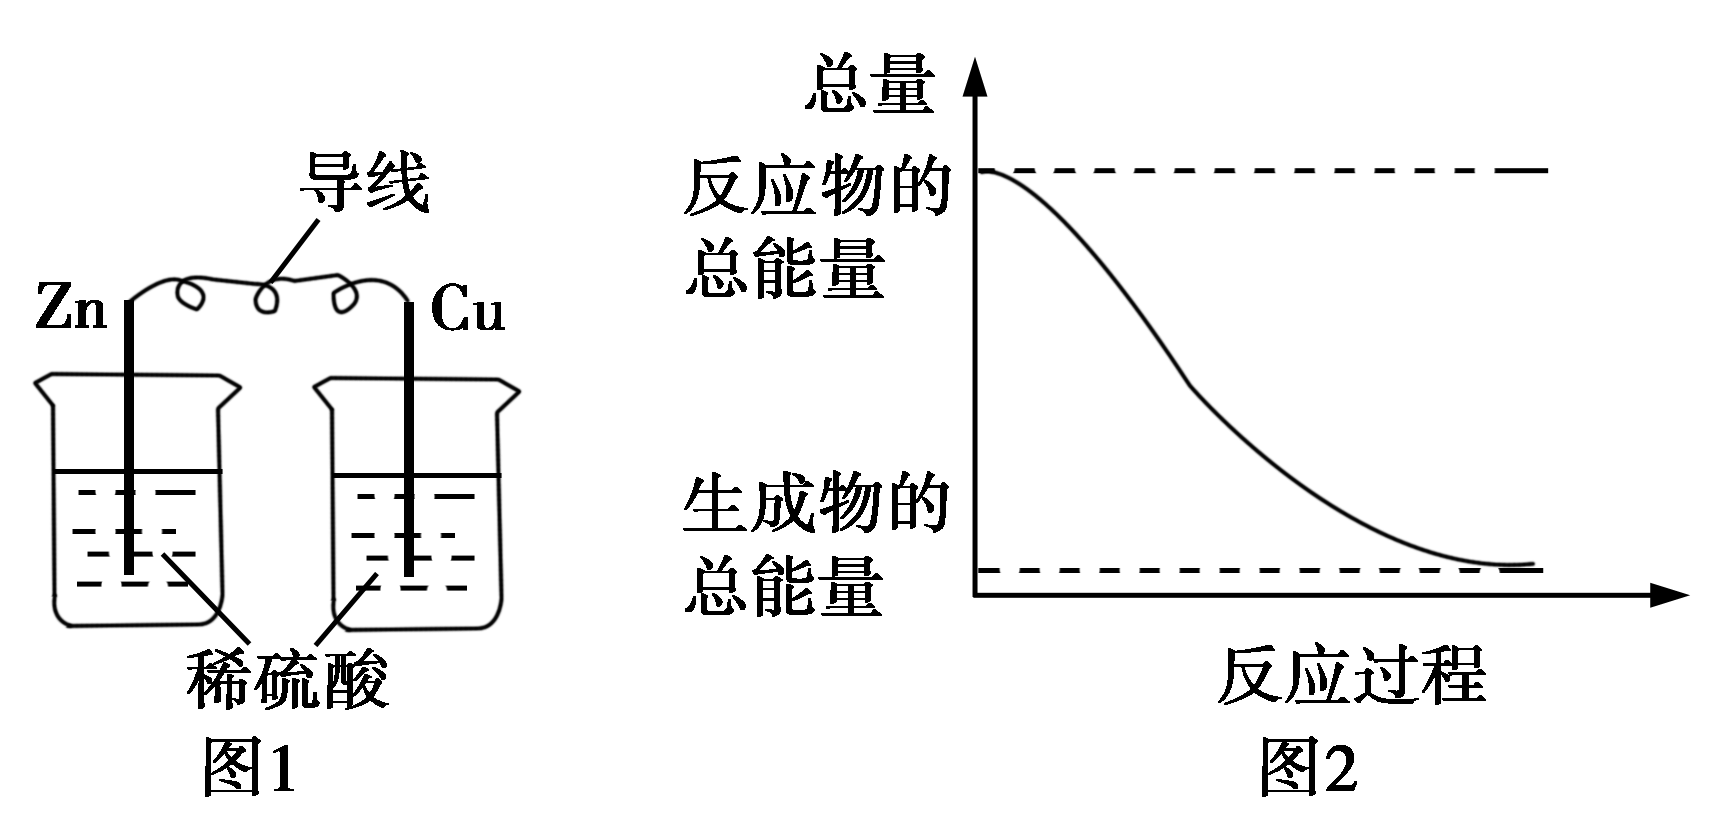 导线
Zn
Cu
稀硫酸
图1
总量
反应物的
总能量
生成物的
总能量
反应过程
图2